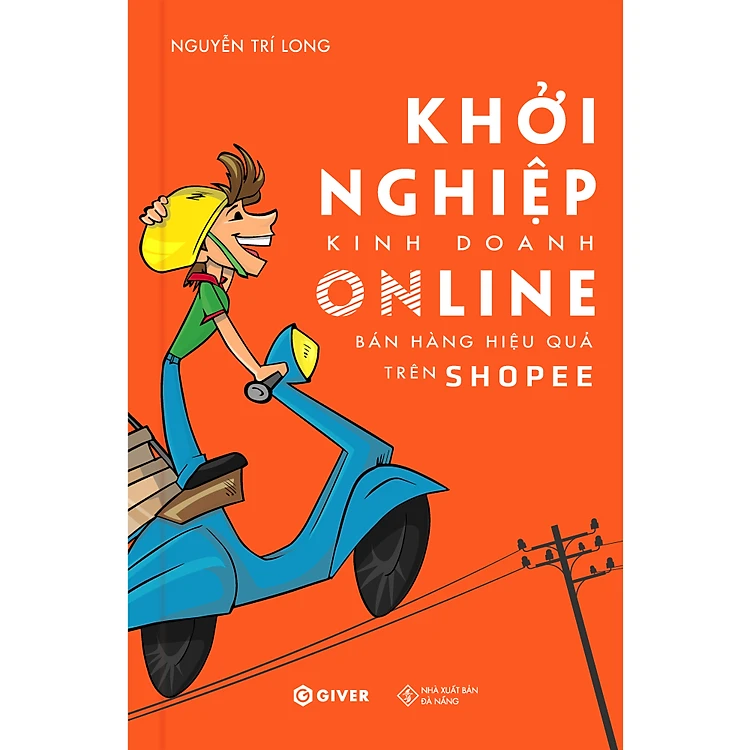 NGUYỄN TRÍ LONG
KHỞI
NGHIỆP
KINH DOANH
ONLINE
BÁN HÀNG HIỆU QUẢ
TRÊN SHOPEE
GIVER
NHÀ XUẤT BẢN
ĐÀ NẴNG